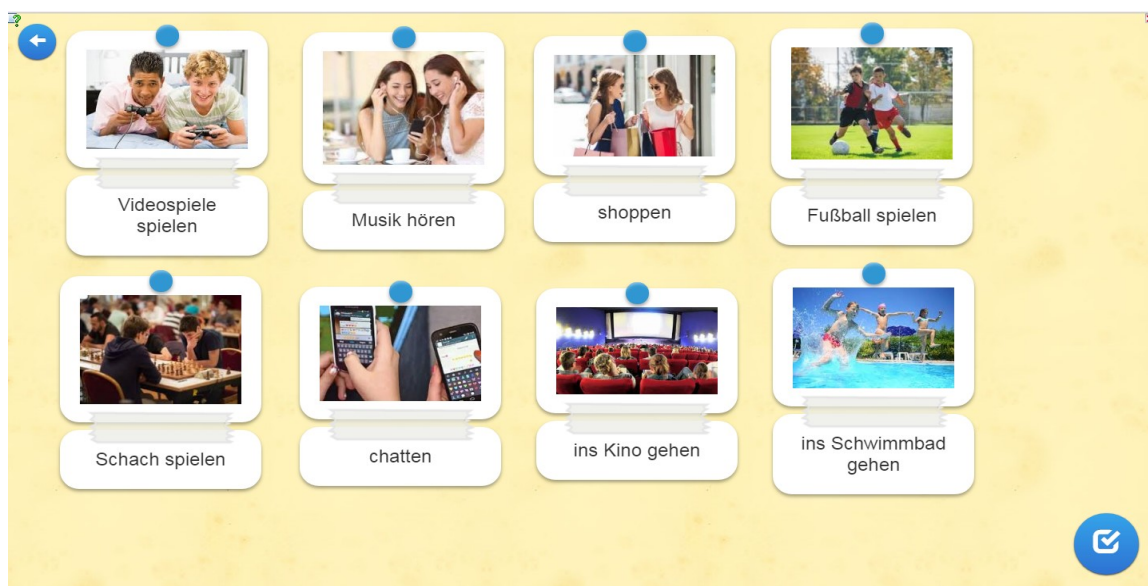 Videospiele
spielen
Musik hören
shoppen
Fußball spielen
Schach spielen
chatten
ins Kino gehen
ins Schwimmbad
gehen